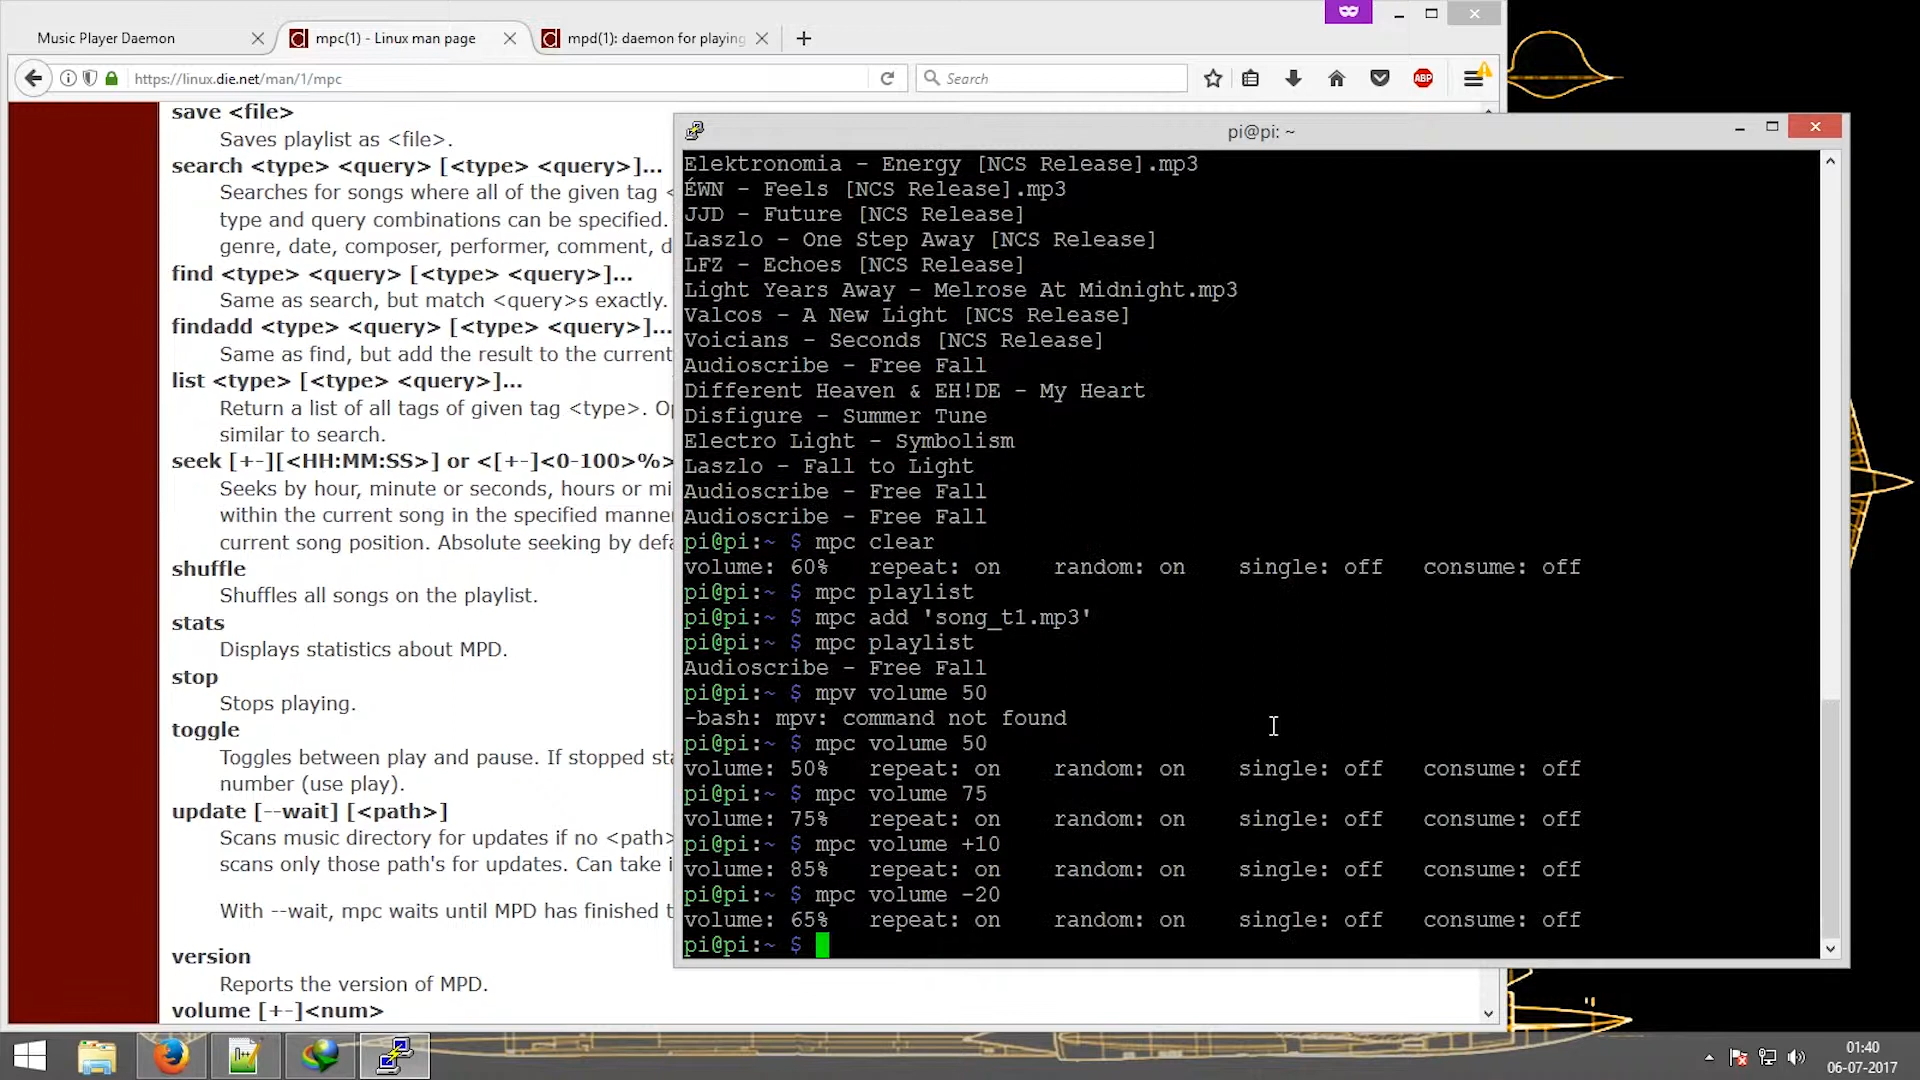 Music Player Daemon
mpc(1) - Linux man page
mpd(1): daemon for playing
https://linux.die.net/man/1/mpc
Search
ABP
save <file>
Saves playlist as <file>.
search <type> <query> [<type> <query>]...
Searches for songs where all of the given tag <
type and query combinations can be specified.
genre, date, composer, performer, comment, d
find <type> <query> [<type> <query>]...
Same as search, but match <query>s exactly.
findadd <type> <query> [<type> <query>]...
Same as find, but add the result to the current
list <type> [<type> <query>]...
Return a list of all tags of given tag <type>. Op
similar to search.
seek [+-][<HH:MM:SS>] or <[+-]<0-100>%>
Seeks by hour, minute or seconds, hours or mi
within the current song in the specified manner
current song position. Absolute seeking by defa
shuffle
Shuffles all songs on the playlist.
stats
Displays statistics about MPD.
stop
Stops playing.
toggle
Toggles between play and pause. If stopped sta
number (use play).
update [--wait] [<path>]
Scans music directory for updates if no <path>
scans only those path's for updates. Can take i
With --wait, mpc waits until MPD has finished t
version
Reports the version of MPD.
volume [+-]<num>
pi@pi: ~
Elektronomia - Energy [NCS Release].mp3
ÉWN - Feels [NCS Release].mp3
JJD - Future [NCS Release]
Laszlo - One Step Away [NCS Release]
LFZ - Echoes [NCS Release]
Light Years Away - Melrose At Midnight.mp3
Valcos - A New Light [NCS Release]
Voicians - Seconds [NCS Release]
Audioscribe - Free Fall
Different Heaven & EH!DE - My Heart
Disfigure - Summer Tune
Electro Light - Symbolism
Laszlo - Fall to Light
Audioscribe - Free Fall
Audioscribe - Free Fall
pi@pi:~ $ mpc clear
volume: 60%   repeat: on    random: on    single: off   consume: off
pi@pi:~ $ mpc playlist
pi@pi:~ $ mpc add 'song_t1.mp3'
pi@pi:~ $ mpc playlist
Audioscribe - Free Fall
pi@pi:~ $ mpv volume 50
-bash: mpv: command not found
pi@pi:~ $ mpc volume 50
volume: 50%   repeat: on    random: on    single: off   consume: off
pi@pi:~ $ mpc volume 75
volume: 75%   repeat: on    random: on    single: off   consume: off
pi@pi:~ $ mpc volume +10
volume: 85%   repeat: on    random: on    single: off   consume: off
pi@pi:~ $ mpc volume -20
volume: 65%   repeat: on    random: on    single: off   consume: off
pi@pi:~ $
01:40
06-07-2017